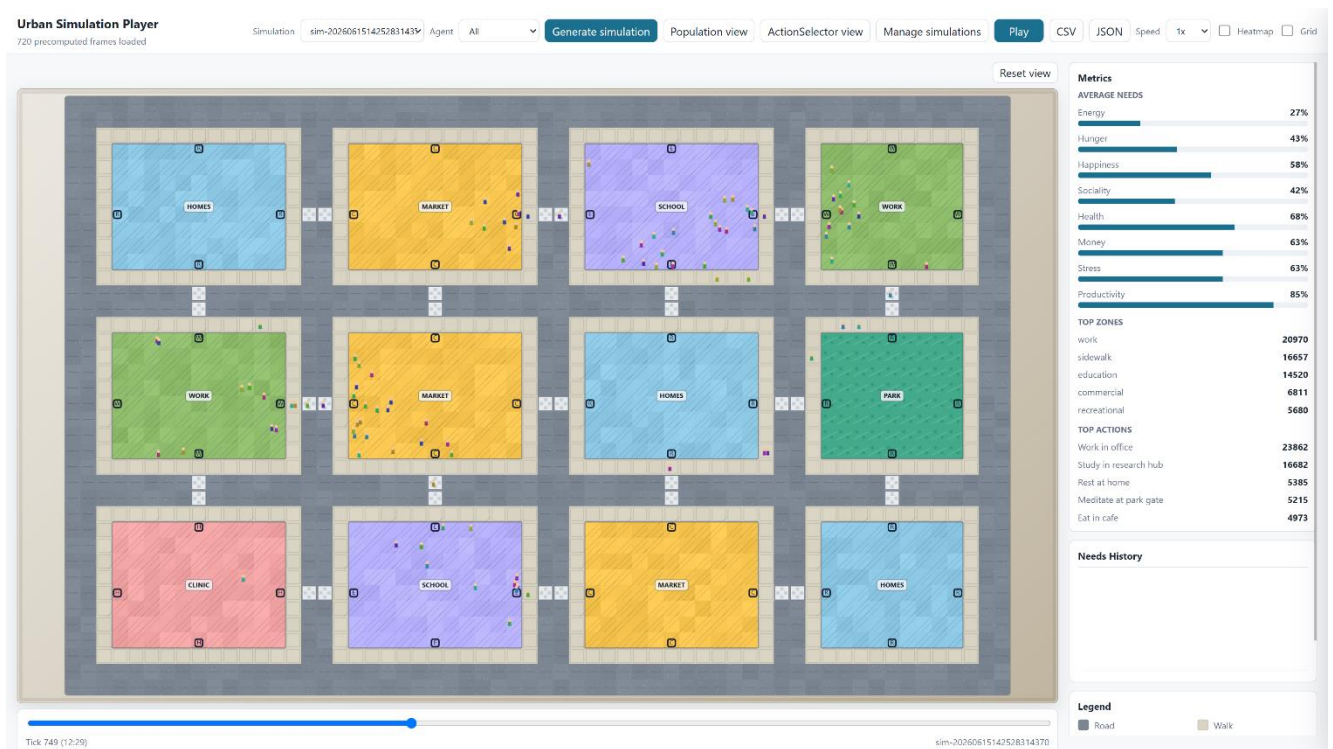 Urban Simulation Player
720 precomputed frames loaded
Simulation
Agent All
Generate simulation
Population view
ActionSelector view
Manage simulations
Play
CSV
JSON
Speed 1x
Heatmap
Grid
Reset view
HOMES
MARKET
SCHOOL
WORK
WORK
MARKET
HOMES
PARK
CLINIC
SCHOOL
MARKET
HOMES
Tick 749 (12:29)
sim-20260615142528314370
Metrics
AVERAGE NEEDS
Energy 27%
Hunger 43%
Happiness 58%
Sociality 42%
Health 68%
Money 63%
Stress 63%
Productivity 85%
TOP ZONES
work 20970
sidewalk 16657
education 14520
commercial 6811
recreational 5680
TOP ACTIONS
Work in office 23862
Study in research hub 16682
Rest at home 5385
Meditate at park gate 5215
Eat in cafe 4973
Needs History
Legend
Road
Walk